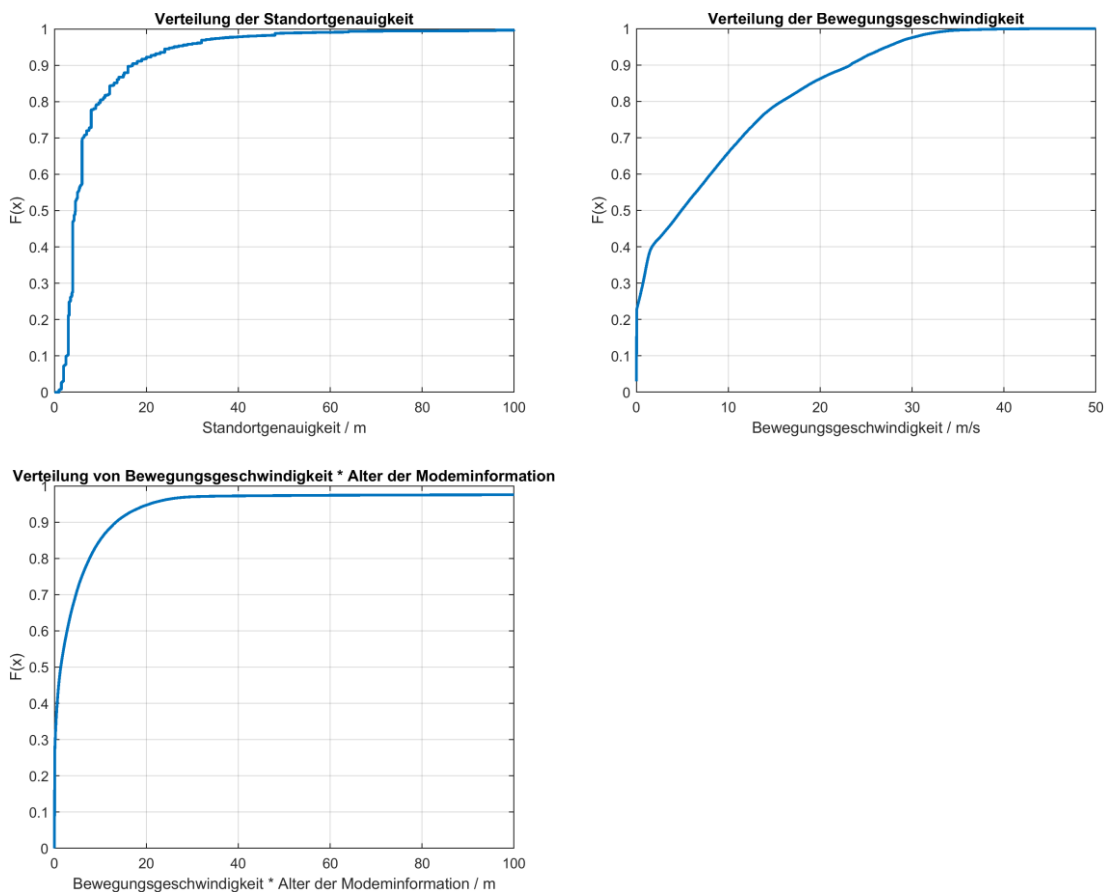 Verteilung der Standortgenauigkeit
1
0.9
0.8
0.7
0.6
0.5
0.4
0.3
0.2
0.1
0
F(x)
0 20 40 60 80 100
Standortgenauigkeit / m
Verteilung der Bewegungsgeschwindigkeit
1
0.9
0.8
0.7
0.6
0.5
0.4
0.3
0.2
0.1
0
F(x)
0 10 20 30 40 50
Bewegungsgeschwindigkeit / m/s
Verteilung von Bewegungsgeschwindigkeit * Alter der Modeminformation
1
0.9
0.8
0.7
0.6
0.5
0.4
0.3
0.2
0.1
0
F(x)
0 20 40 60 80 100
Bewegungsgeschwindigkeit * Alter der Modeminformation / m